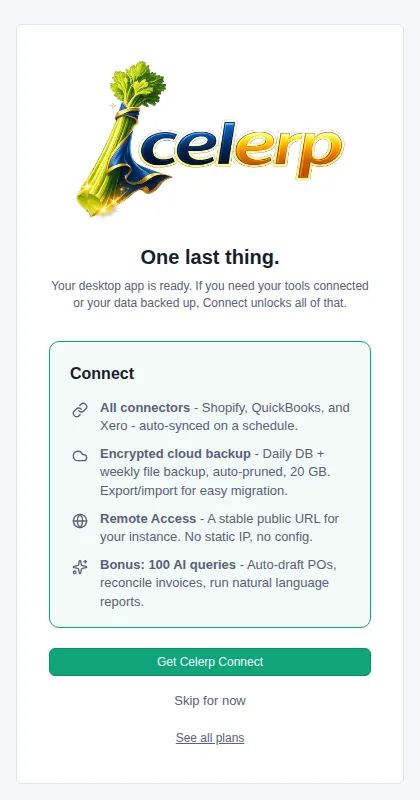 celerp
One last thing.
Your desktop app is ready. If you need your tools connected
or your data backed up, Connect unlocks all of that.
Connect
All connectors - Shopify, QuickBooks, and
Xero - auto-synced on a schedule.
Encrypted cloud backup - Daily DB +
weekly file backup, auto-pruned, 20 GB.
Export/import for easy migration.
Remote Access - A stable public URL for
your instance. No static IP, no config.
Bonus: 100 AI queries - Auto-draft POs,
reconcile invoices, run natural language
reports.
Get Celerp Connect
Skip for now
See all plans